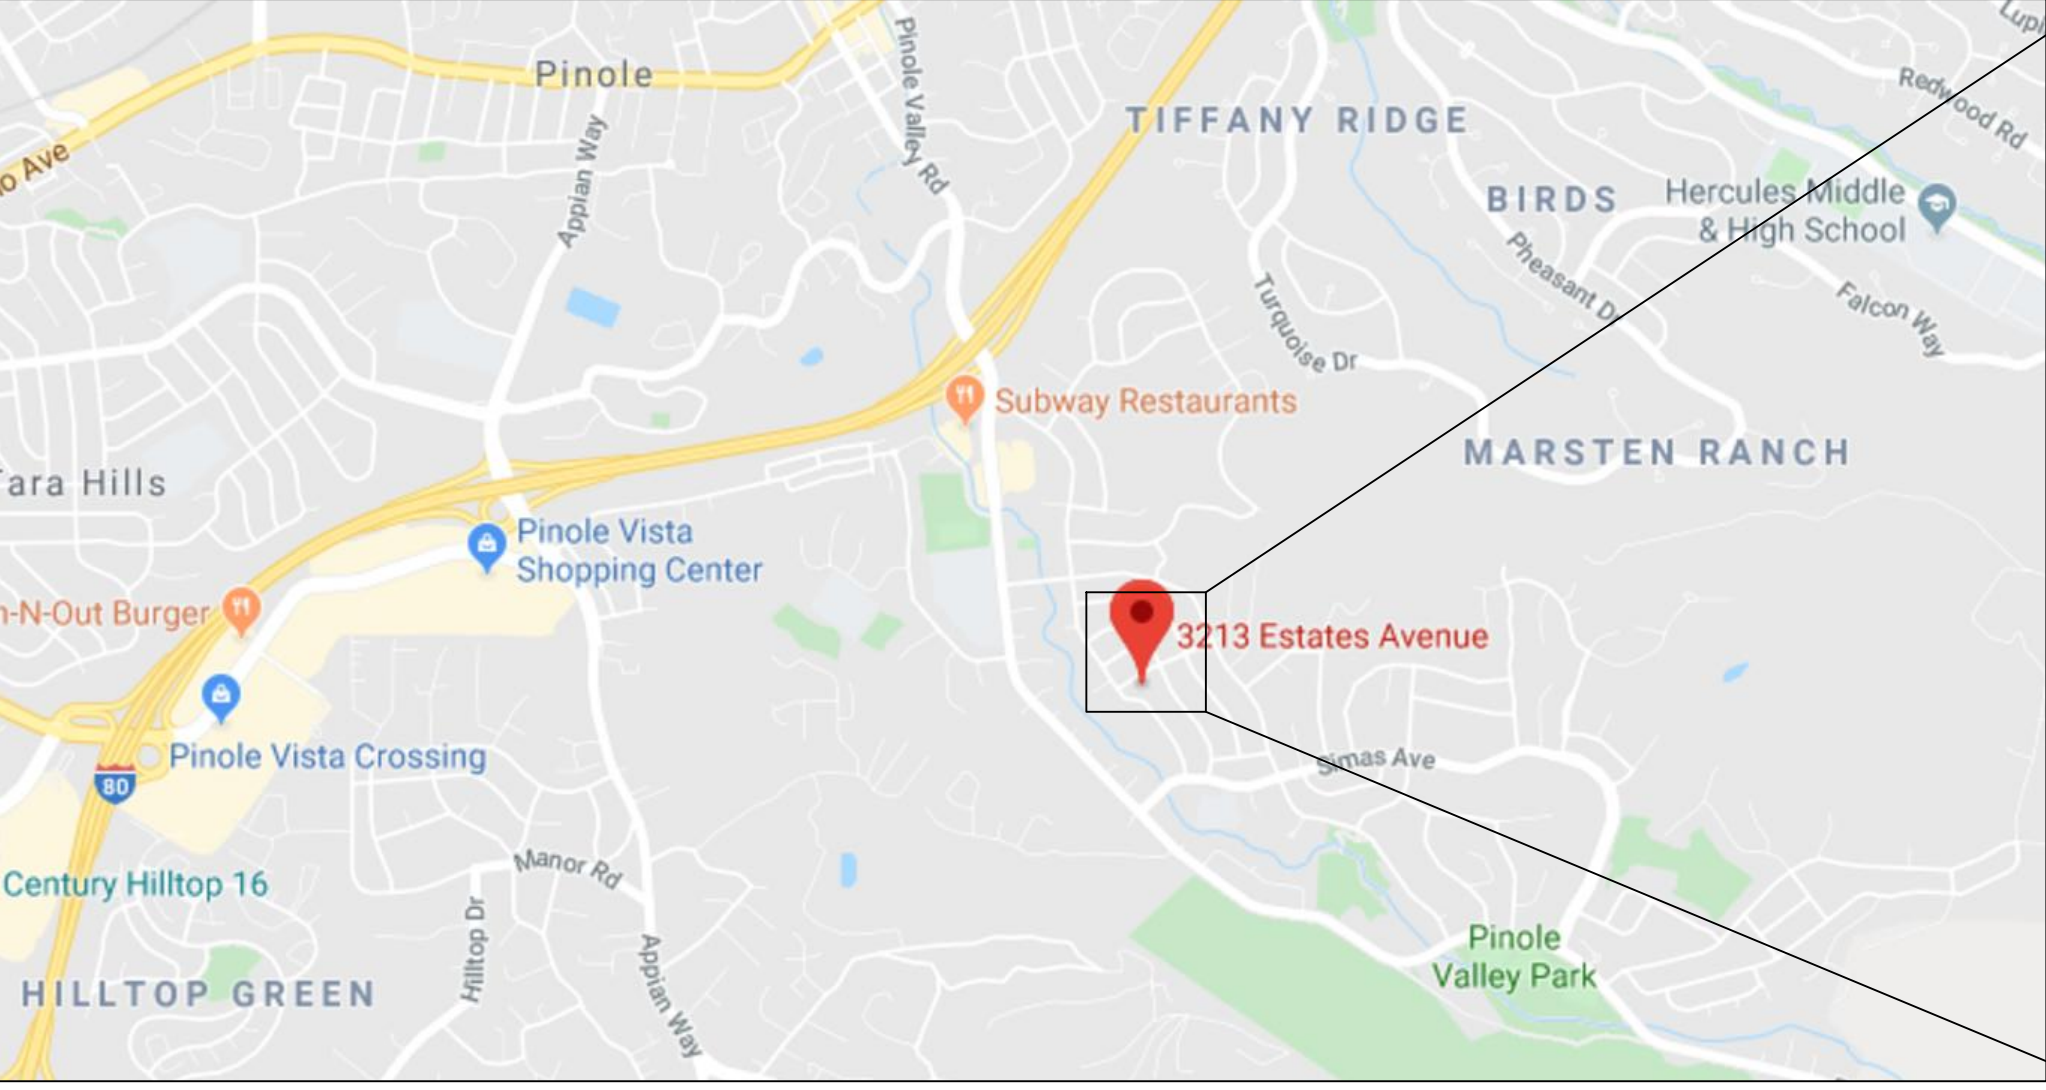 Lupi
Pinole Valley Rd
Pinole
Redwood Rd
TIFFANY RIDGE
o Ave
Appian Way
BIRDS
Hercules Middle
& High School
Pheasant Dr
Turquoise Dr
Falcon Way
Subway Restaurants
MARSTEN RANCH
Tara Hills
Pinole Vista
Shopping Center
n-N-Out Burger
3213 Estates Avenue
Pinole Vista Crossing
Simas Ave
80
Manor Rd
Century Hilltop 16
Hilltop Dr
Appian Way
Pinole
Valley Park
HILLTOP GREEN